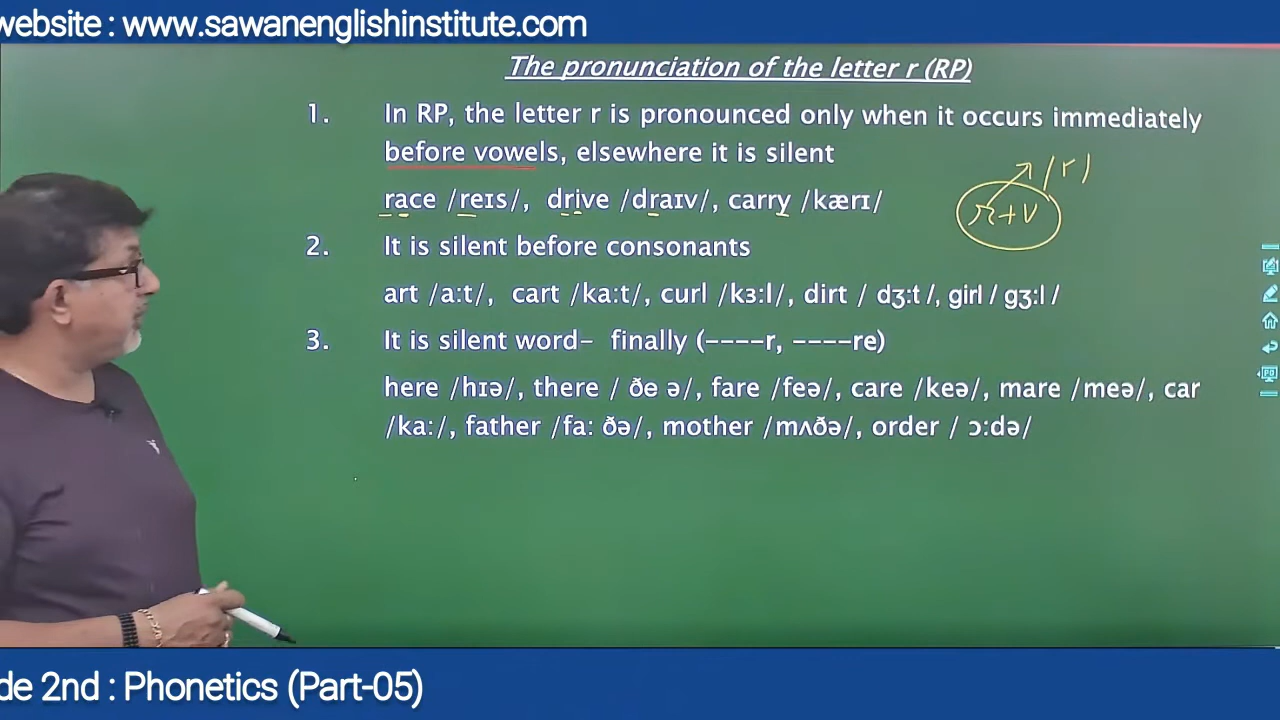 website : www.sawanenglishinstitute.com
The pronunciation of the letter r (RP)
1. In RP, the letter r is pronounced only when it occurs immediately
before vowels, elsewhere it is silent
race /reɪs/, drive /draɪv/, carry /kærɪ/
r+v /r/
2. It is silent before consonants
art /a:t/, cart /ka:t/, curl /kɜ:l/, dirt / dʒ:t /, girl / gʒ:l /
3. It is silent word- finally (----r, ----re)
here /hɪə/, there / ðɵ ə/, fare /feə/, care /keə/, mare /meə/, car
/ka:/, father /fa: ðə/, mother /mʌðə/, order / ɔ:də/
de 2nd : Phonetics (Part-05)